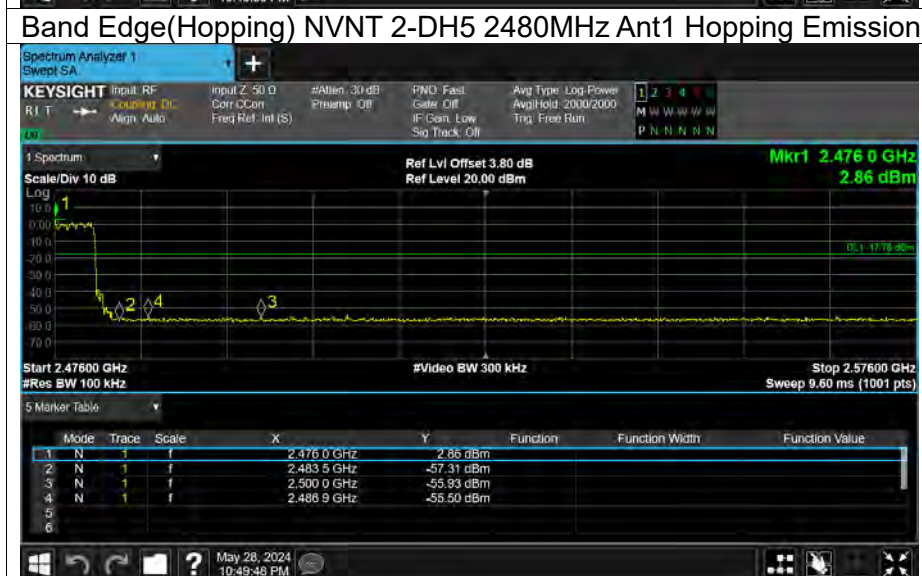 Band Edge(Hopping) NVNT 2-DH5 2480MHz Ant1 Hopping Emission
Spectrum Analyzer 1
Swept SA
+
KEYSIGHT Input: RF Input Z: 50 Ω #Atten: 30 dB PNO: Fast Avg Type: Log-Power 1 2 3 4 5 6
RL T Coupling: DC Corr CCorr Preamp: Off Gate: Off Avg|Hold: 2000/2000 M W W W W W
Align: Auto Freq Ref: Int (S) IF Gain: Low Trig: Free Run P N N N N N
Sig Track: Off
1 Spectrum Ref Lvl Offset 3.80 dB Mkr1 2.476 0 GHz
Scale/Div 10 dB Ref Level 20.00 dBm 2.86 dBm
Log
10.0 1
0.00
-10.0 DL1 -17.78 dBm
-20.0
-30.0
-40.0
-50.0 2 4 3
-60.0
-70.0
Start 2.47600 GHz #Video BW 300 kHz Stop 2.57600 GHz
#Res BW 100 kHz Sweep 9.60 ms (1001 pts)
5 Marker Table
Mode Trace Scale X Y Function Function Width Function Value
1 N 1 f 2.476 0 GHz 2.86 dBm
2 N 1 f 2.483 5 GHz -57.31 dBm
3 N 1 f 2.500 0 GHz -55.93 dBm
4 N 1 f 2.486 9 GHz -55.50 dBm
5
6
? May 28, 2024
10:49:48 PM